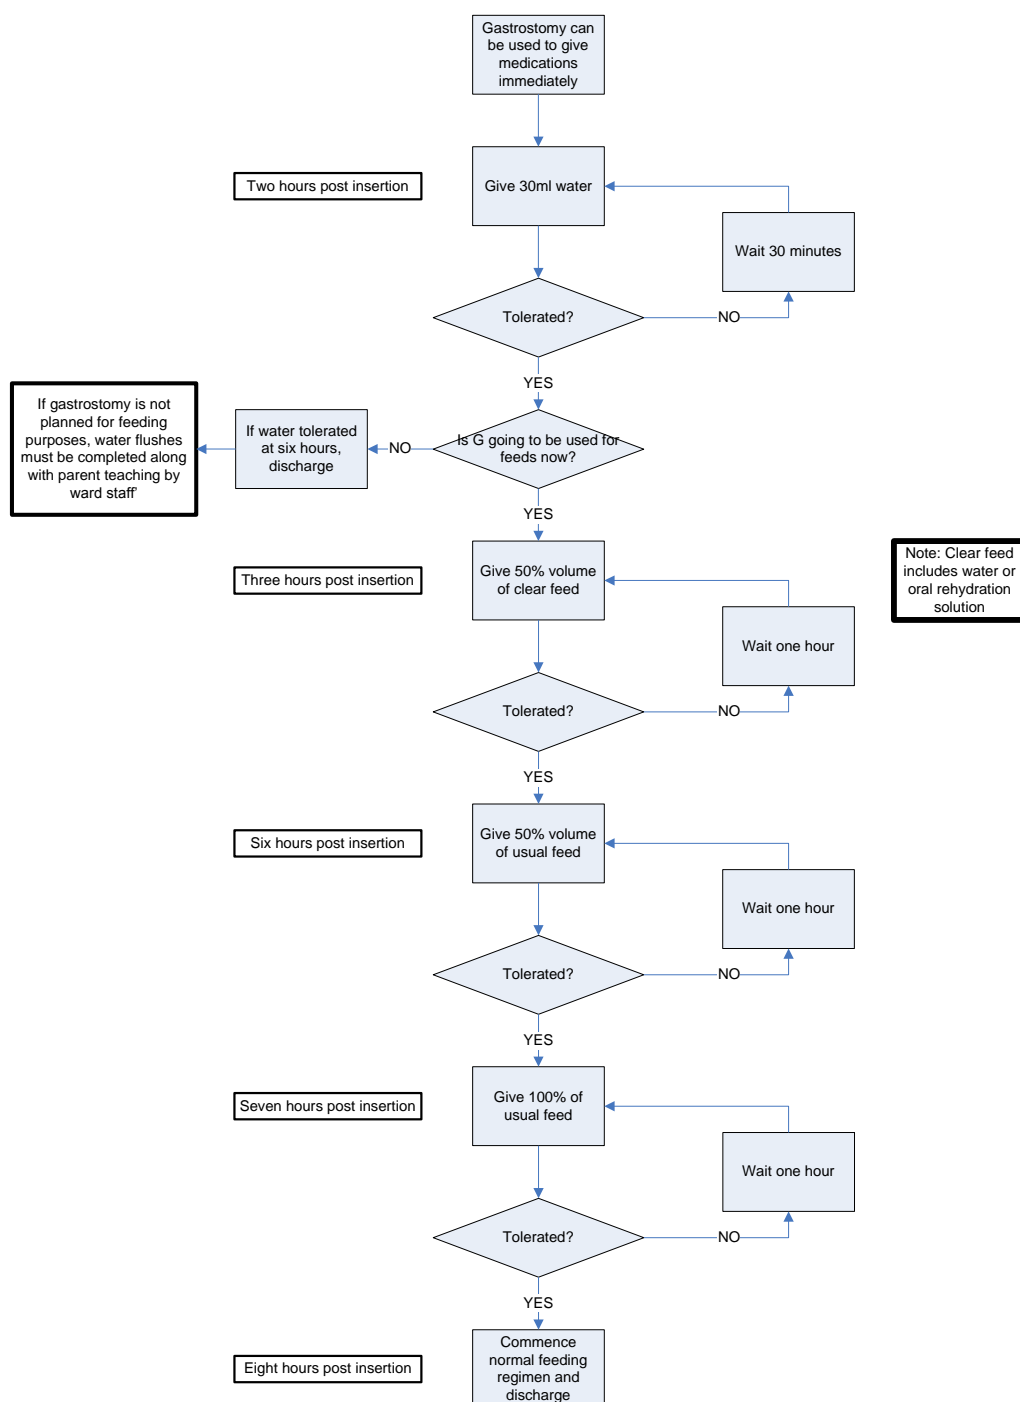 Gastrostomy can
be used to give
medications
immediately
Two hours post insertion
Give 30ml water
Wait 30 minutes
Tolerated?
NO
YES
If gastrostomy is not
planned for feeding
purposes, water flushes
must be completed along
with parent teaching by
ward staff'
If water tolerated
at six hours,
discharge
NO
Is G going to be used for
feeds now?
YES
Three hours post insertion
Give 50% volume
of clear feed
Note: Clear feed
includes water or
oral rehydration
solution
Wait one hour
Tolerated?
NO
YES
Six hours post insertion
Give 50% volume
of usual feed
Wait one hour
Tolerated?
NO
YES
Seven hours post insertion
Give 100% of
usual feed
Wait one hour
Tolerated?
NO
YES
Eight hours post insertion
Commence
normal feeding
regimen and
discharge